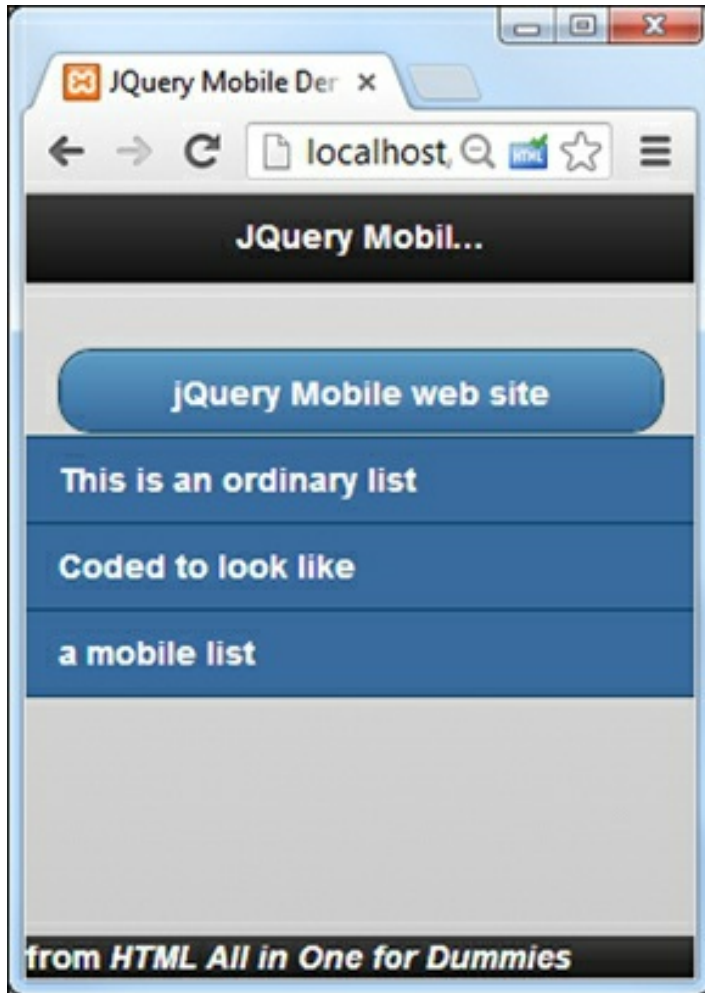 JQuery Mobile Der
localhost,
HTML
JQuery Mobil...
jQuery Mobile web site
This is an ordinary list
Coded to look like
a mobile list
from HTML All in One for Dummies